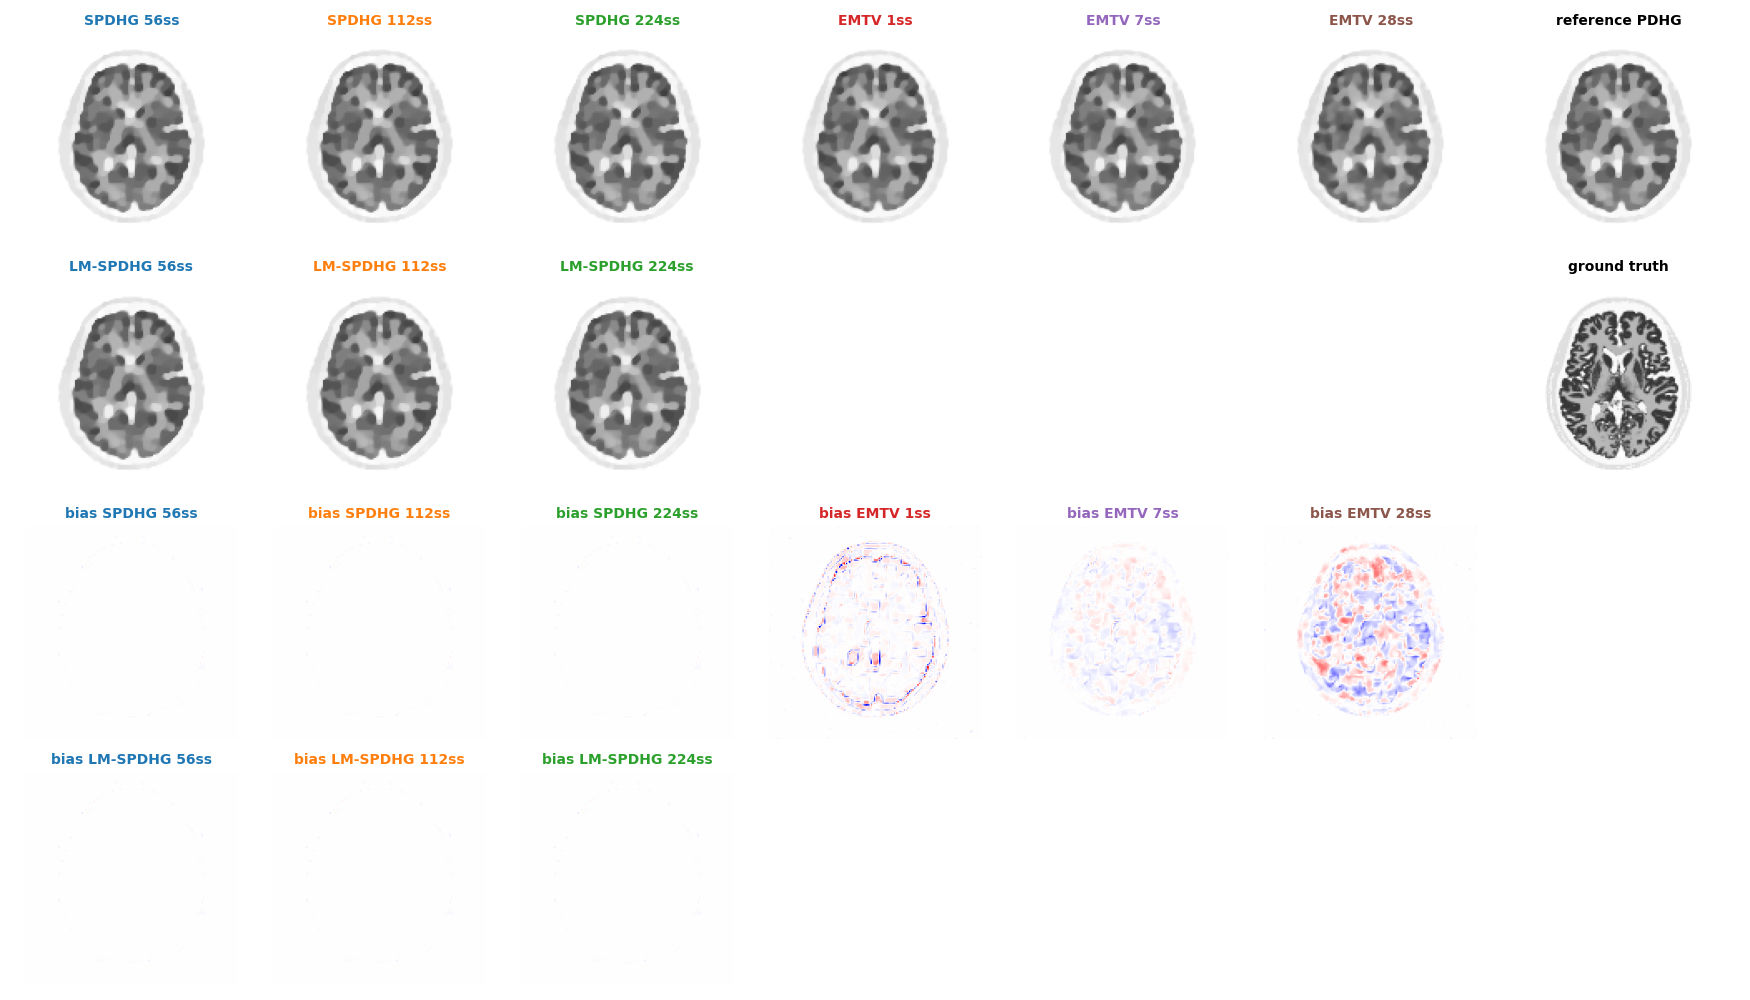 SPDHG 56ss
SPDHG 112ss
SPDHG 224ss
EMTV 1ss
EMTV 7ss
EMTV 28ss
reference PDHG
LM-SPDHG 56ss
LM-SPDHG 112ss
LM-SPDHG 224ss
ground truth
bias SPDHG 56ss
bias SPDHG 112ss
bias SPDHG 224ss
bias EMTV 1ss
bias EMTV 7ss
bias EMTV 28ss
bias LM-SPDHG 56ss
bias LM-SPDHG 112ss
bias LM-SPDHG 224ss